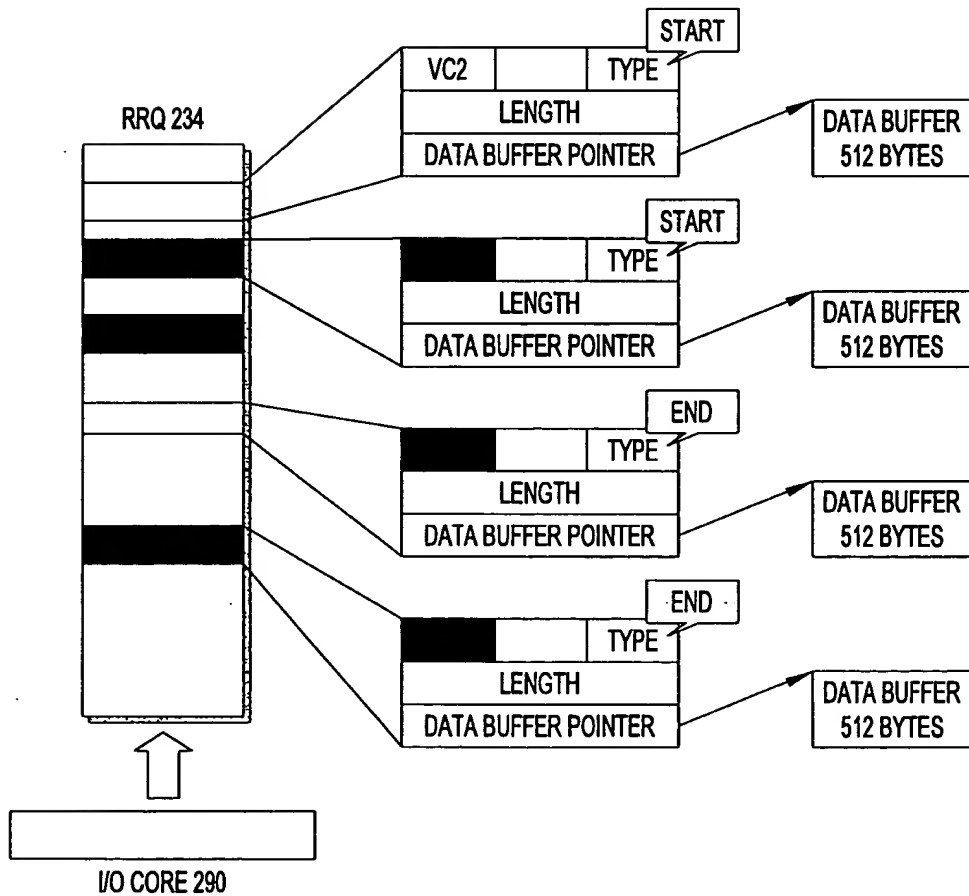 START
VC2 TYPE
RRQ 234
LENGTH
DATA BUFFER POINTER
DATA BUFFER
512 BYTES
START
TYPE
LENGTH
DATA BUFFER POINTER
DATA BUFFER
512 BYTES
END
TYPE
LENGTH
DATA BUFFER POINTER
DATA BUFFER
512 BYTES
END
TYPE
LENGTH
DATA BUFFER POINTER
DATA BUFFER
512 BYTES
I/O CORE 290